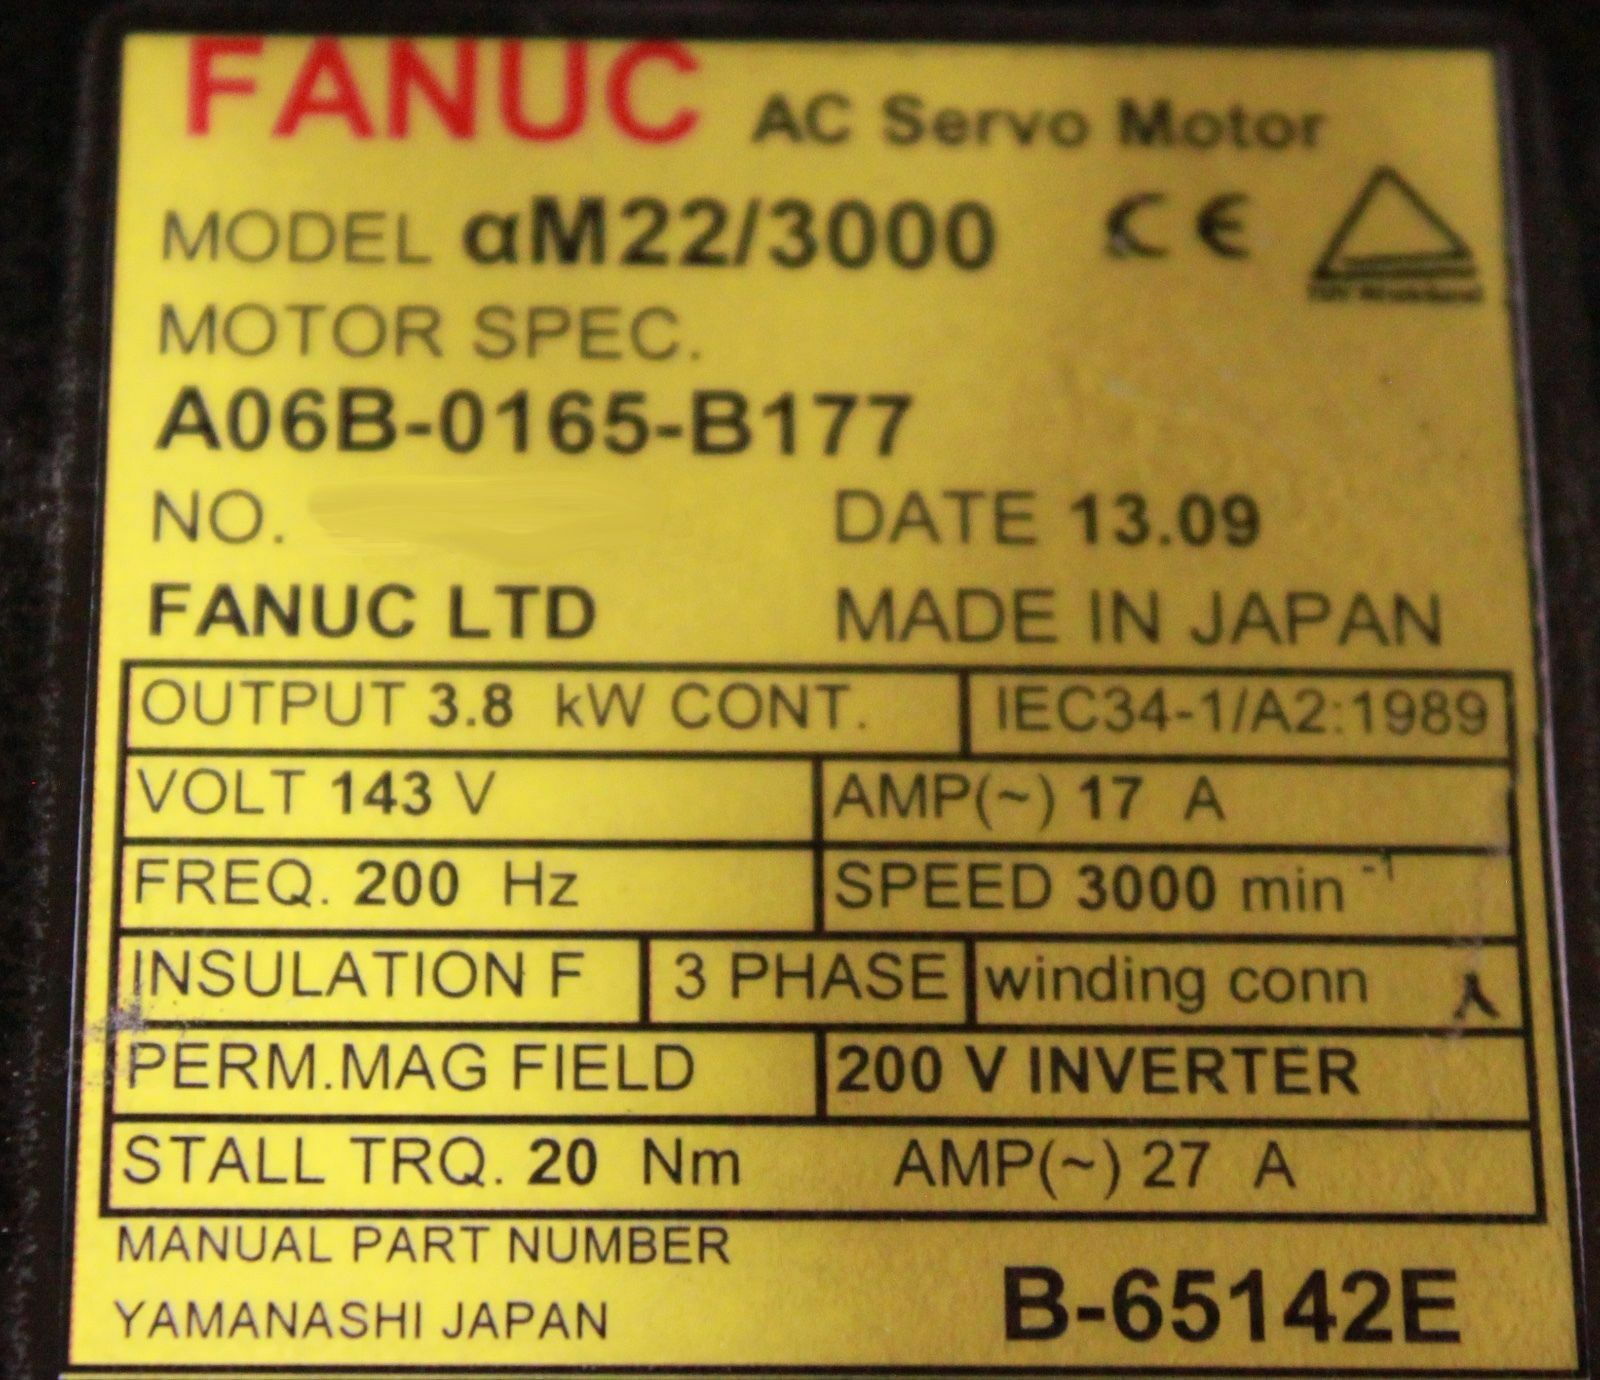 FANUC AC Servo Motor
MODEL αM22/3000 CE
MOTOR SPEC.
A06B-0165-B177
NO. DATE 13.09
FANUC LTD MADE IN JAPAN
OUTPUT 3.8 kW CONT. IEC34-1/A2:1989
VOLT 143 V AMP(~) 17 A
FREQ. 200 Hz SPEED 3000 min⁻¹
INSULATION F 3 PHASE winding conn
PERM.MAG FIELD 200 V INVERTER
STALL TRQ. 20 Nm AMP(~) 27 A
MANUAL PART NUMBER
YAMANASHI JAPAN B-65142E